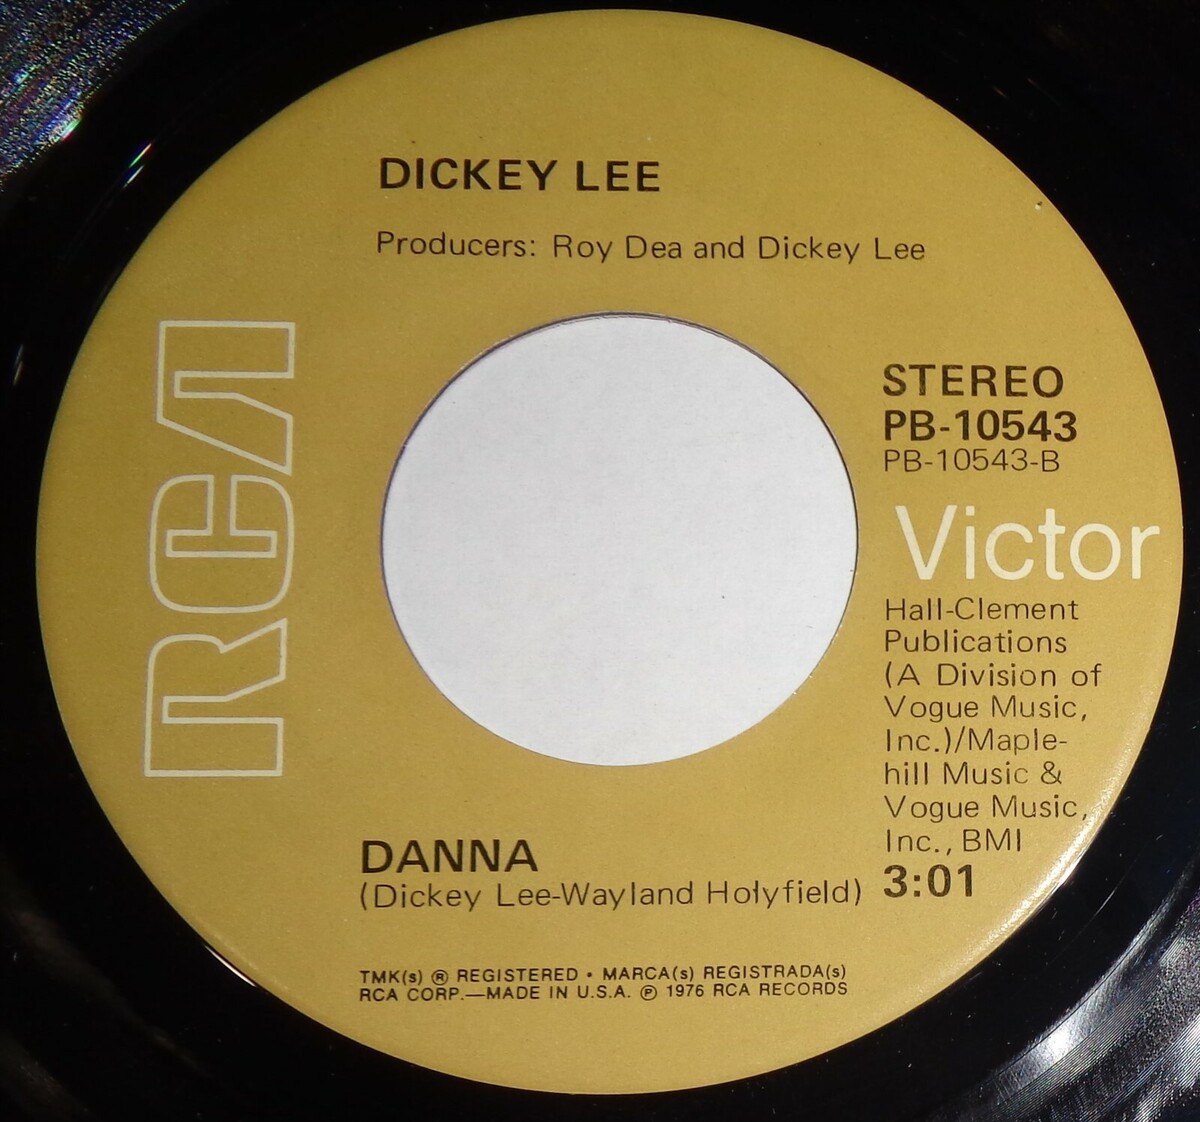 DICKEY LEE
Producers: Roy Dea and Dickey Lee
RCA
STEREO
PB-10543
PB-10543-B
Victor
Hall-Clement
Publications
(A Division of
Vogue Music,
Inc.)/Maple-
hill Music &
Vogue Music,
Inc., BMI
3:01
DANNA
(Dickey Lee-Wayland Holyfield)
TMK(s) ® REGISTERED • MARCA(s) REGISTRADA(s)
RCA CORP.—MADE IN U.S.A. ℗ 1976 RCA RECORDS